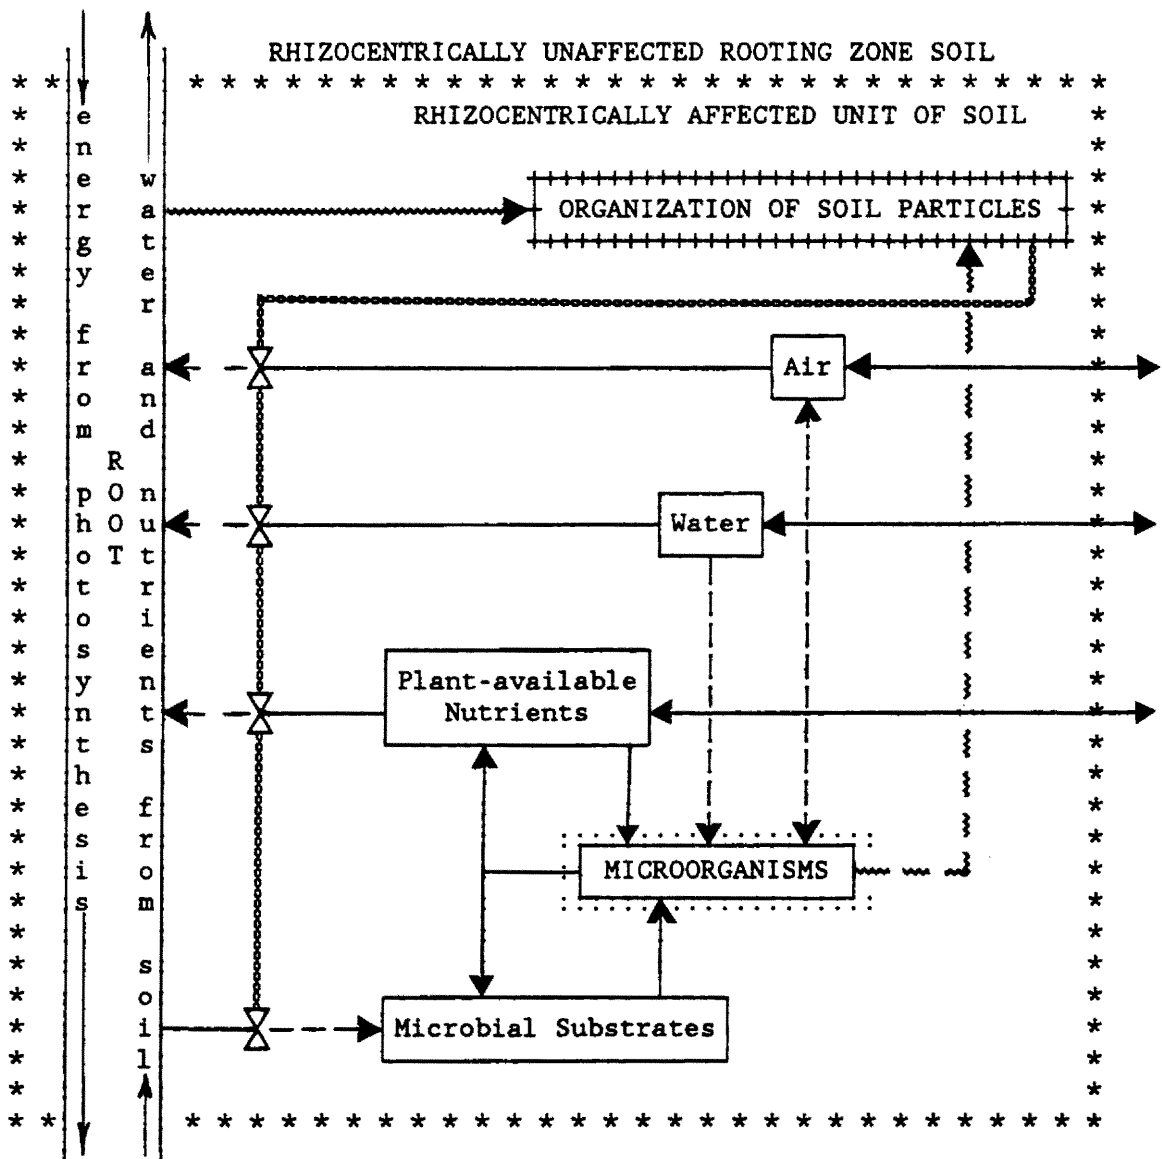 RHIZOCENTRICALLY UNAFFECTED ROOTING ZONE SOIL
RHIZOCENTRICALLY AFFECTED UNIT OF SOIL
energy from photosynthesis
ROOT
water and nutrients from soil
ORGANIZATION OF SOIL PARTICLES
Air
Water
Plant-available
Nutrients
MICROORGANISMS
Microbial Substrates